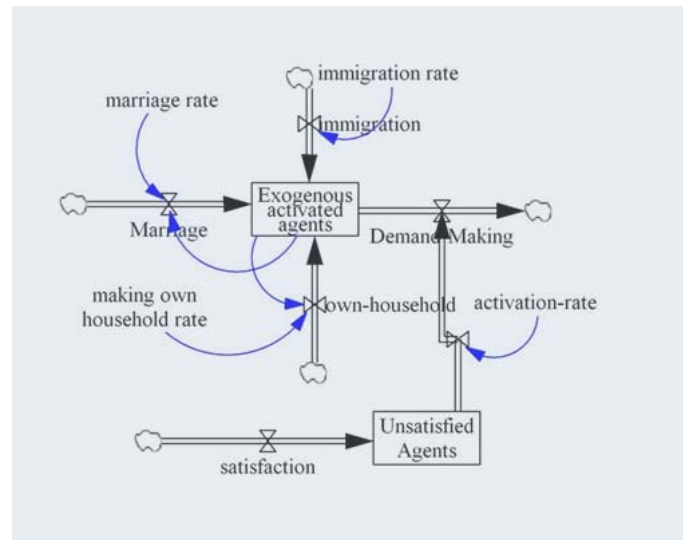 immigration rate
marriage rate
immigration
Exogenous
activated
agents
Marriage
Demand Making
making own
household rate
own-household
activation-rate
Unsatisfied
Agents
satisfaction